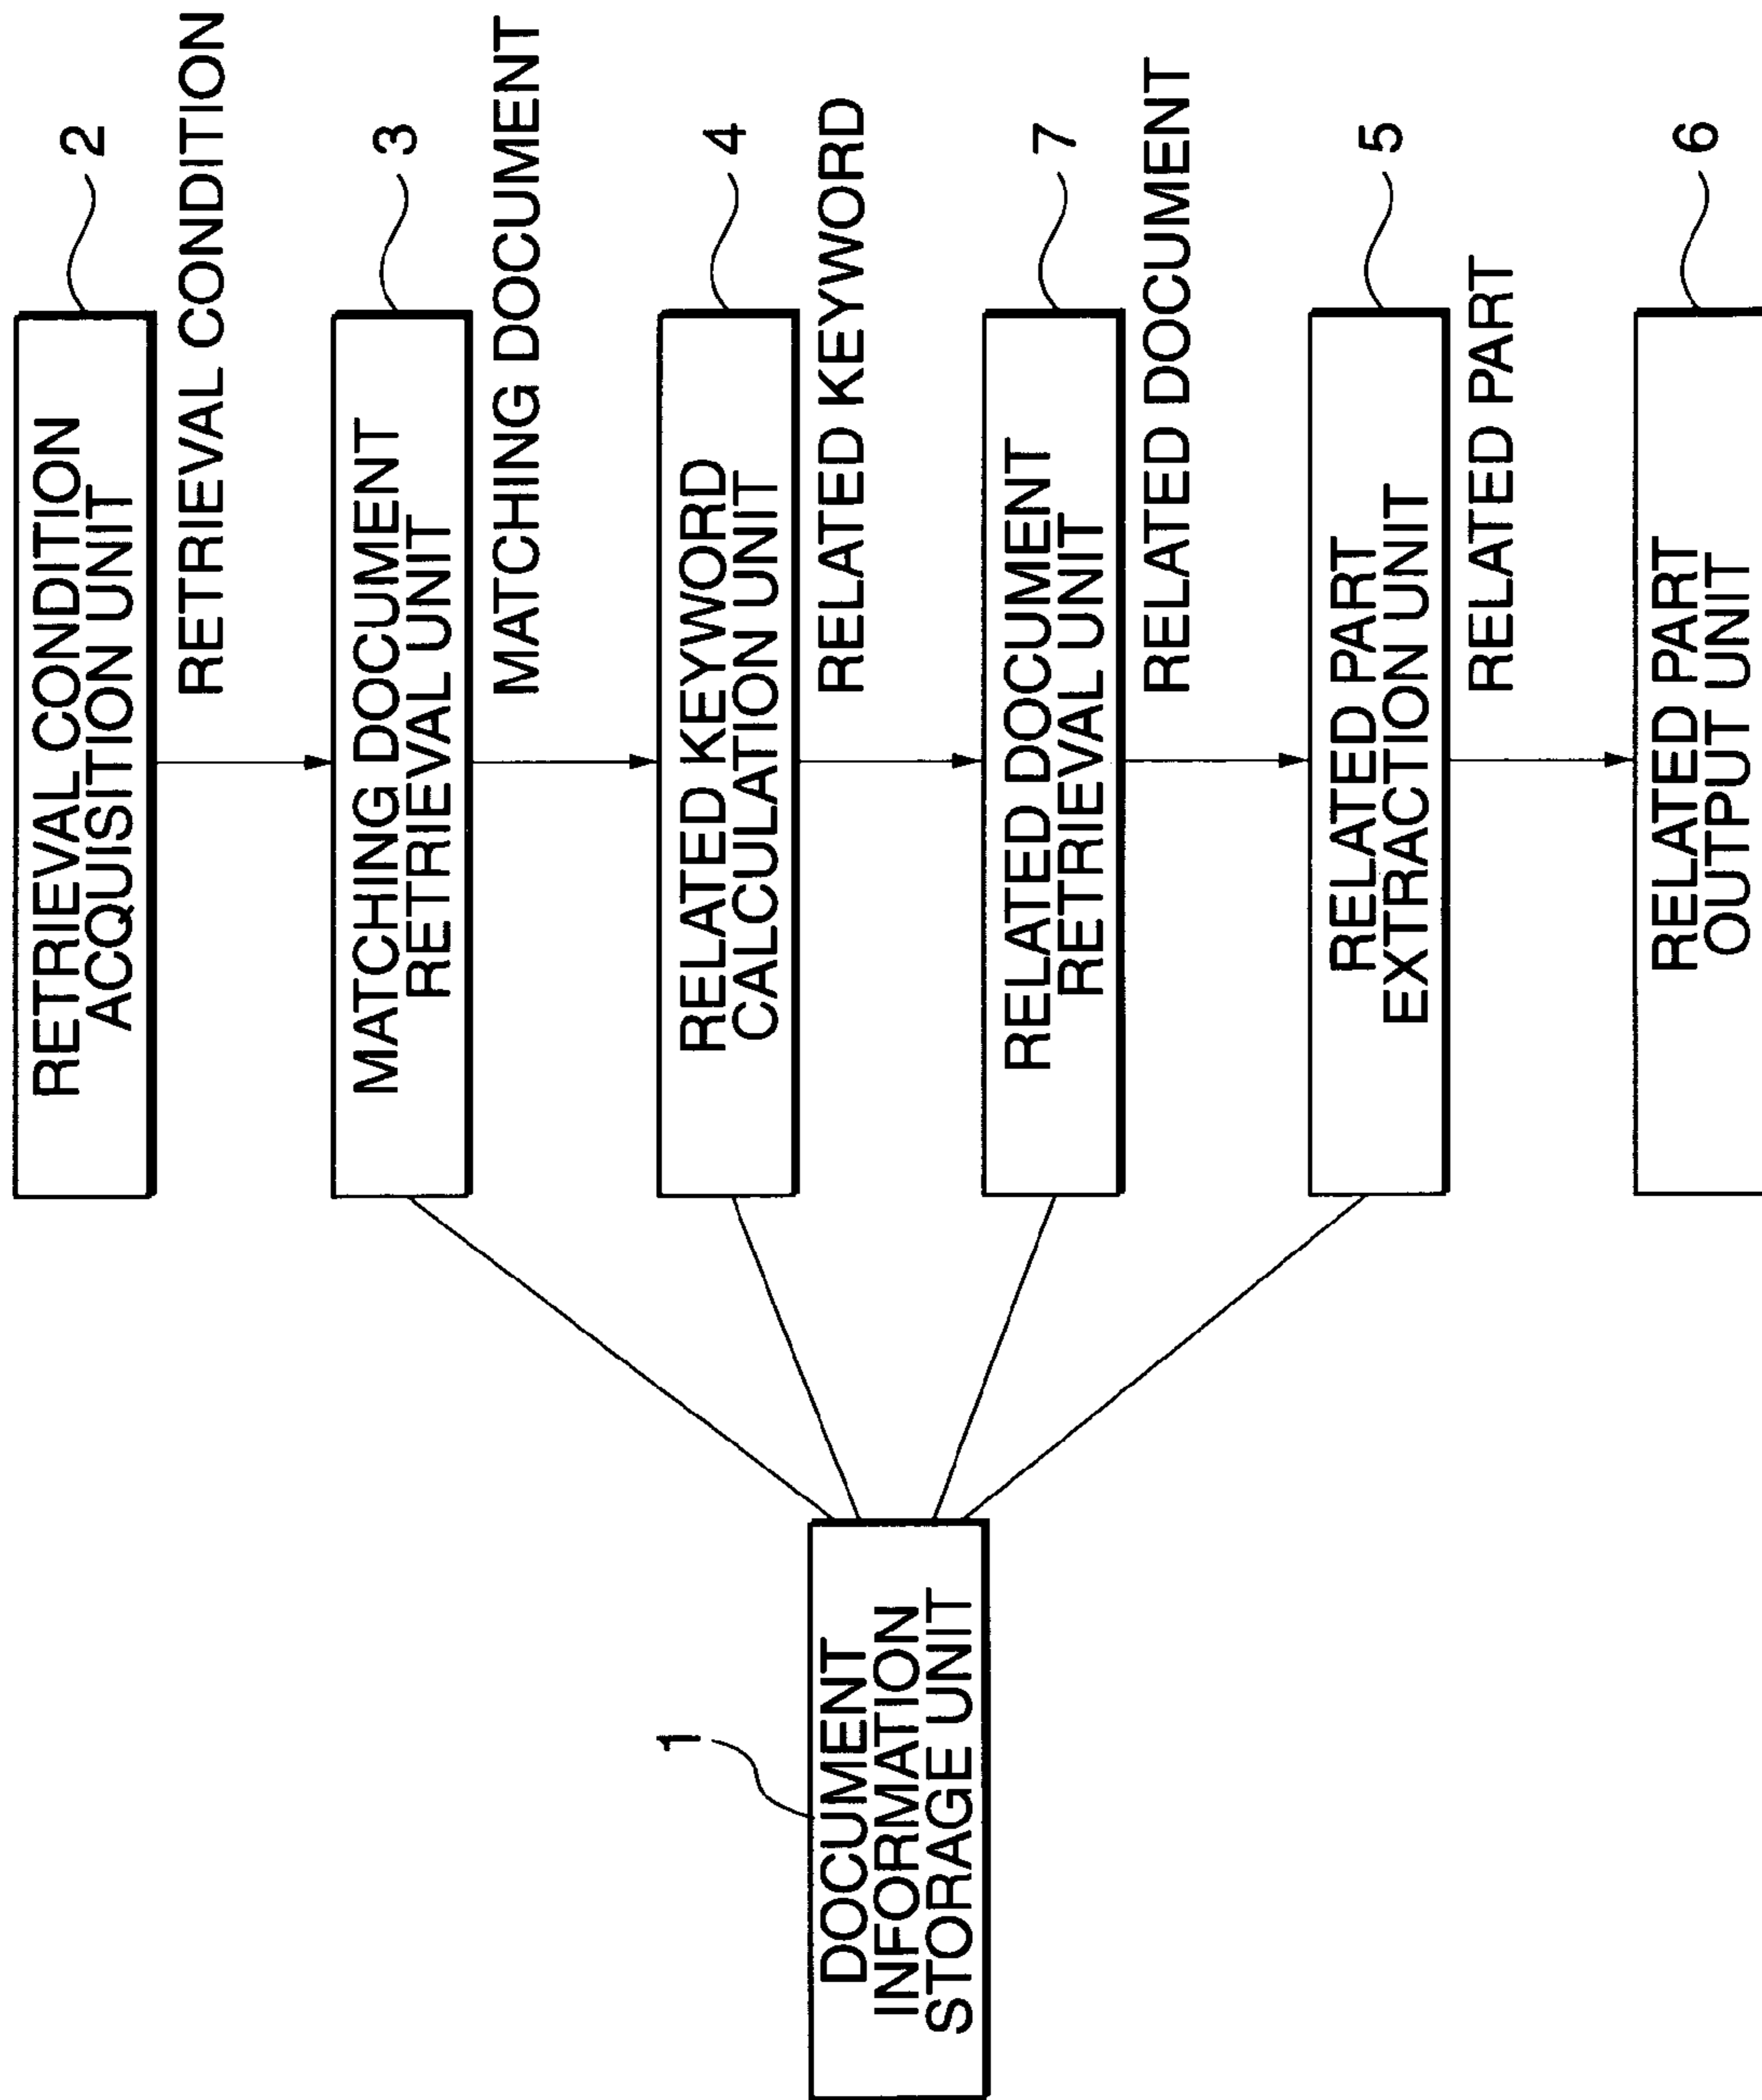 2
RETRIEVAL CONDITION
ACQUISITION UNIT
RETRIEVAL CONDITION
3
MATCHING DOCUMENT
RETRIEVAL UNIT
MATCHING DOCUMENT
4
RELATED KEYWORD
CALCULATION UNIT
RELATED KEYWORD
7
RELATED DOCUMENT
RETRIEVAL UNIT
RELATED DOCUMENT
5
RELATED PART
EXTRACTION UNIT
RELATED PART
6
RELATED PART
OUTPUT UNIT
1
DOCUMENT
INFORMATION
STORAGE UNIT